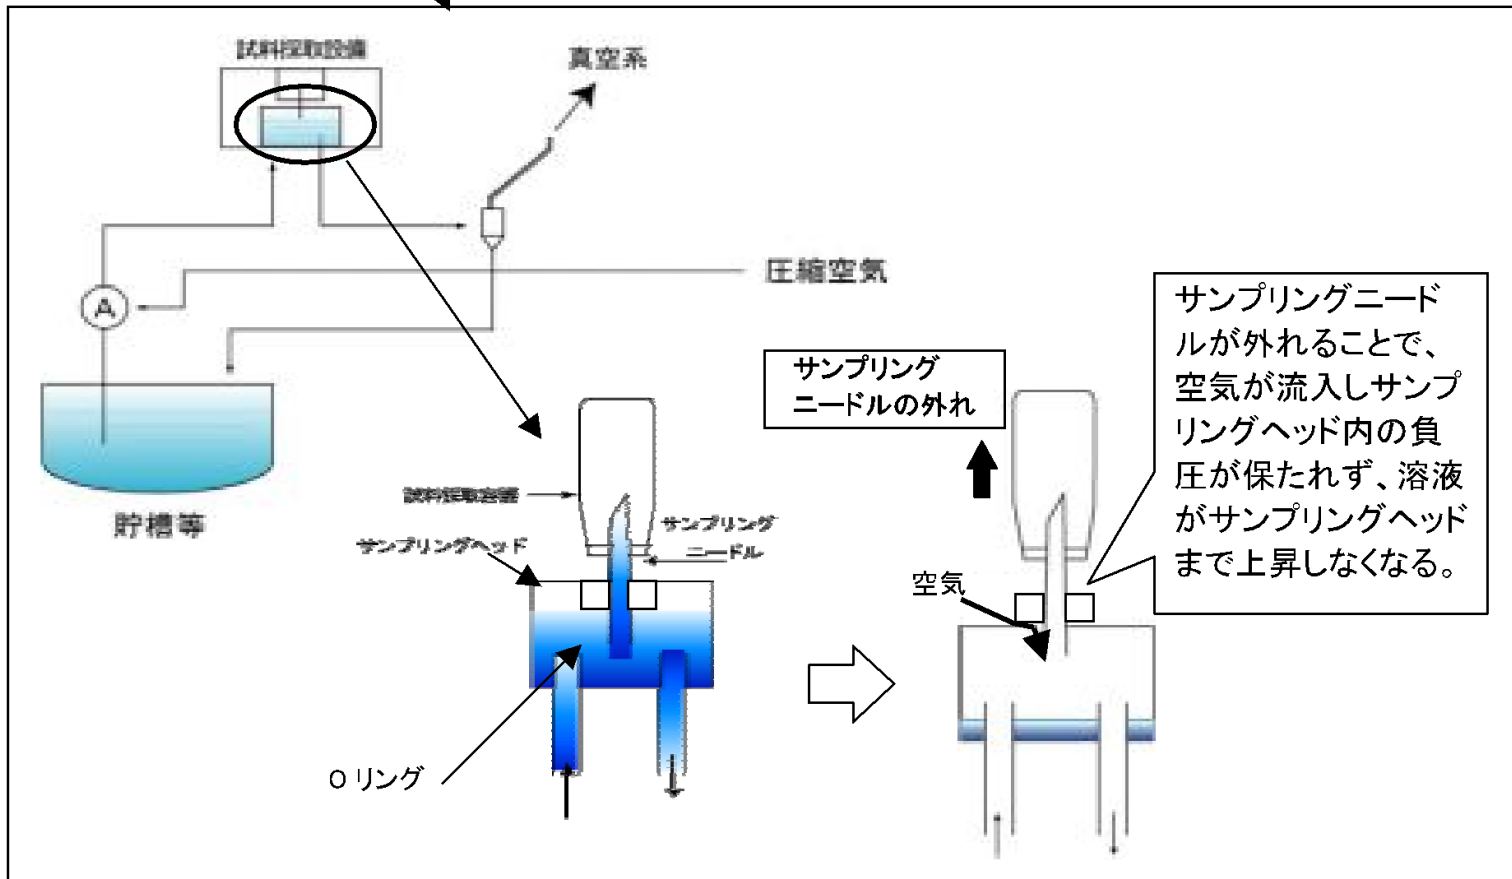 試料採取設備
真空系
圧縮空気
A
貯槽等
サンプリング
ニードルの外れ
サンプリングニード
ルが外れることで、
空気が流入しサンプ
リングヘッド内の負
圧が保たれず、溶液
がサンプリングヘッド
まで上昇しなくなる。
試料採取容器
サンプリング
ニードル
サンプリングヘッド
空気
Oリング